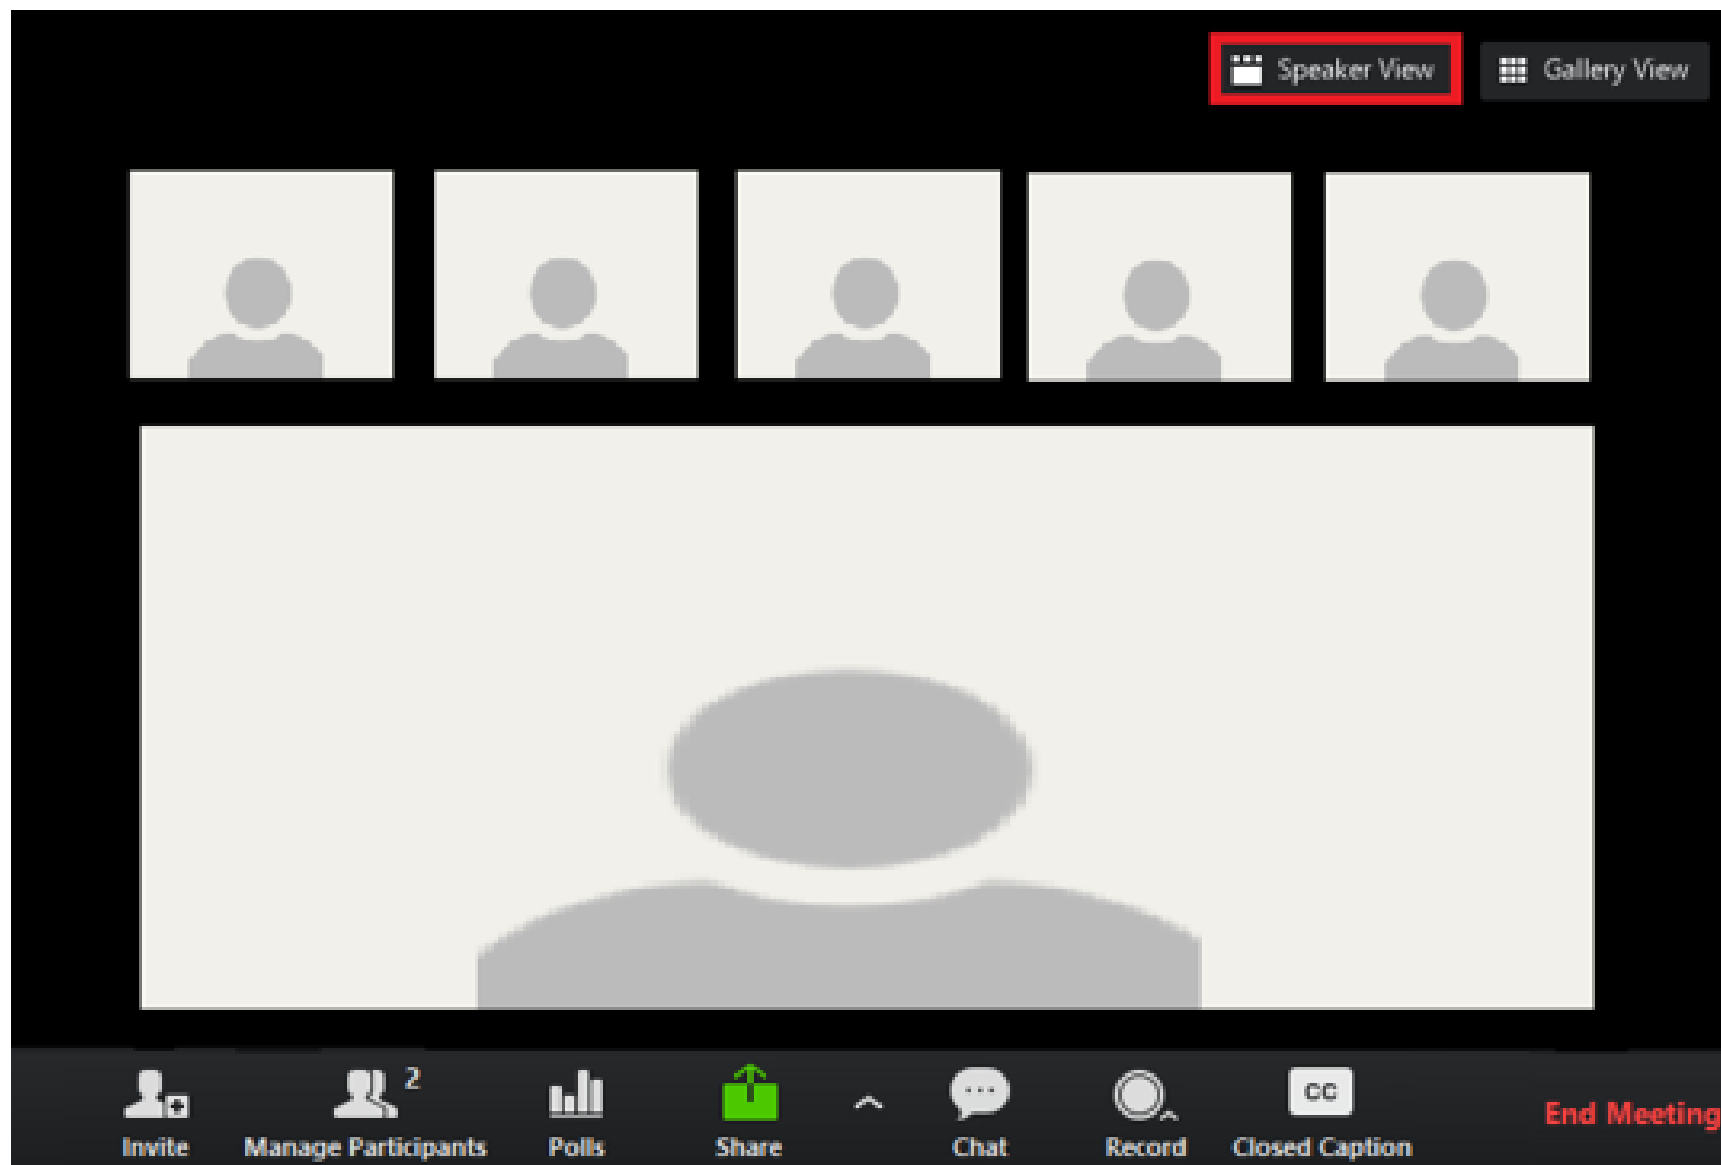 Speaker View
Gallery View
2
Invite
Manage Participants
Polls
Share
Chat
Record
CC
Closed Caption
End Meeting